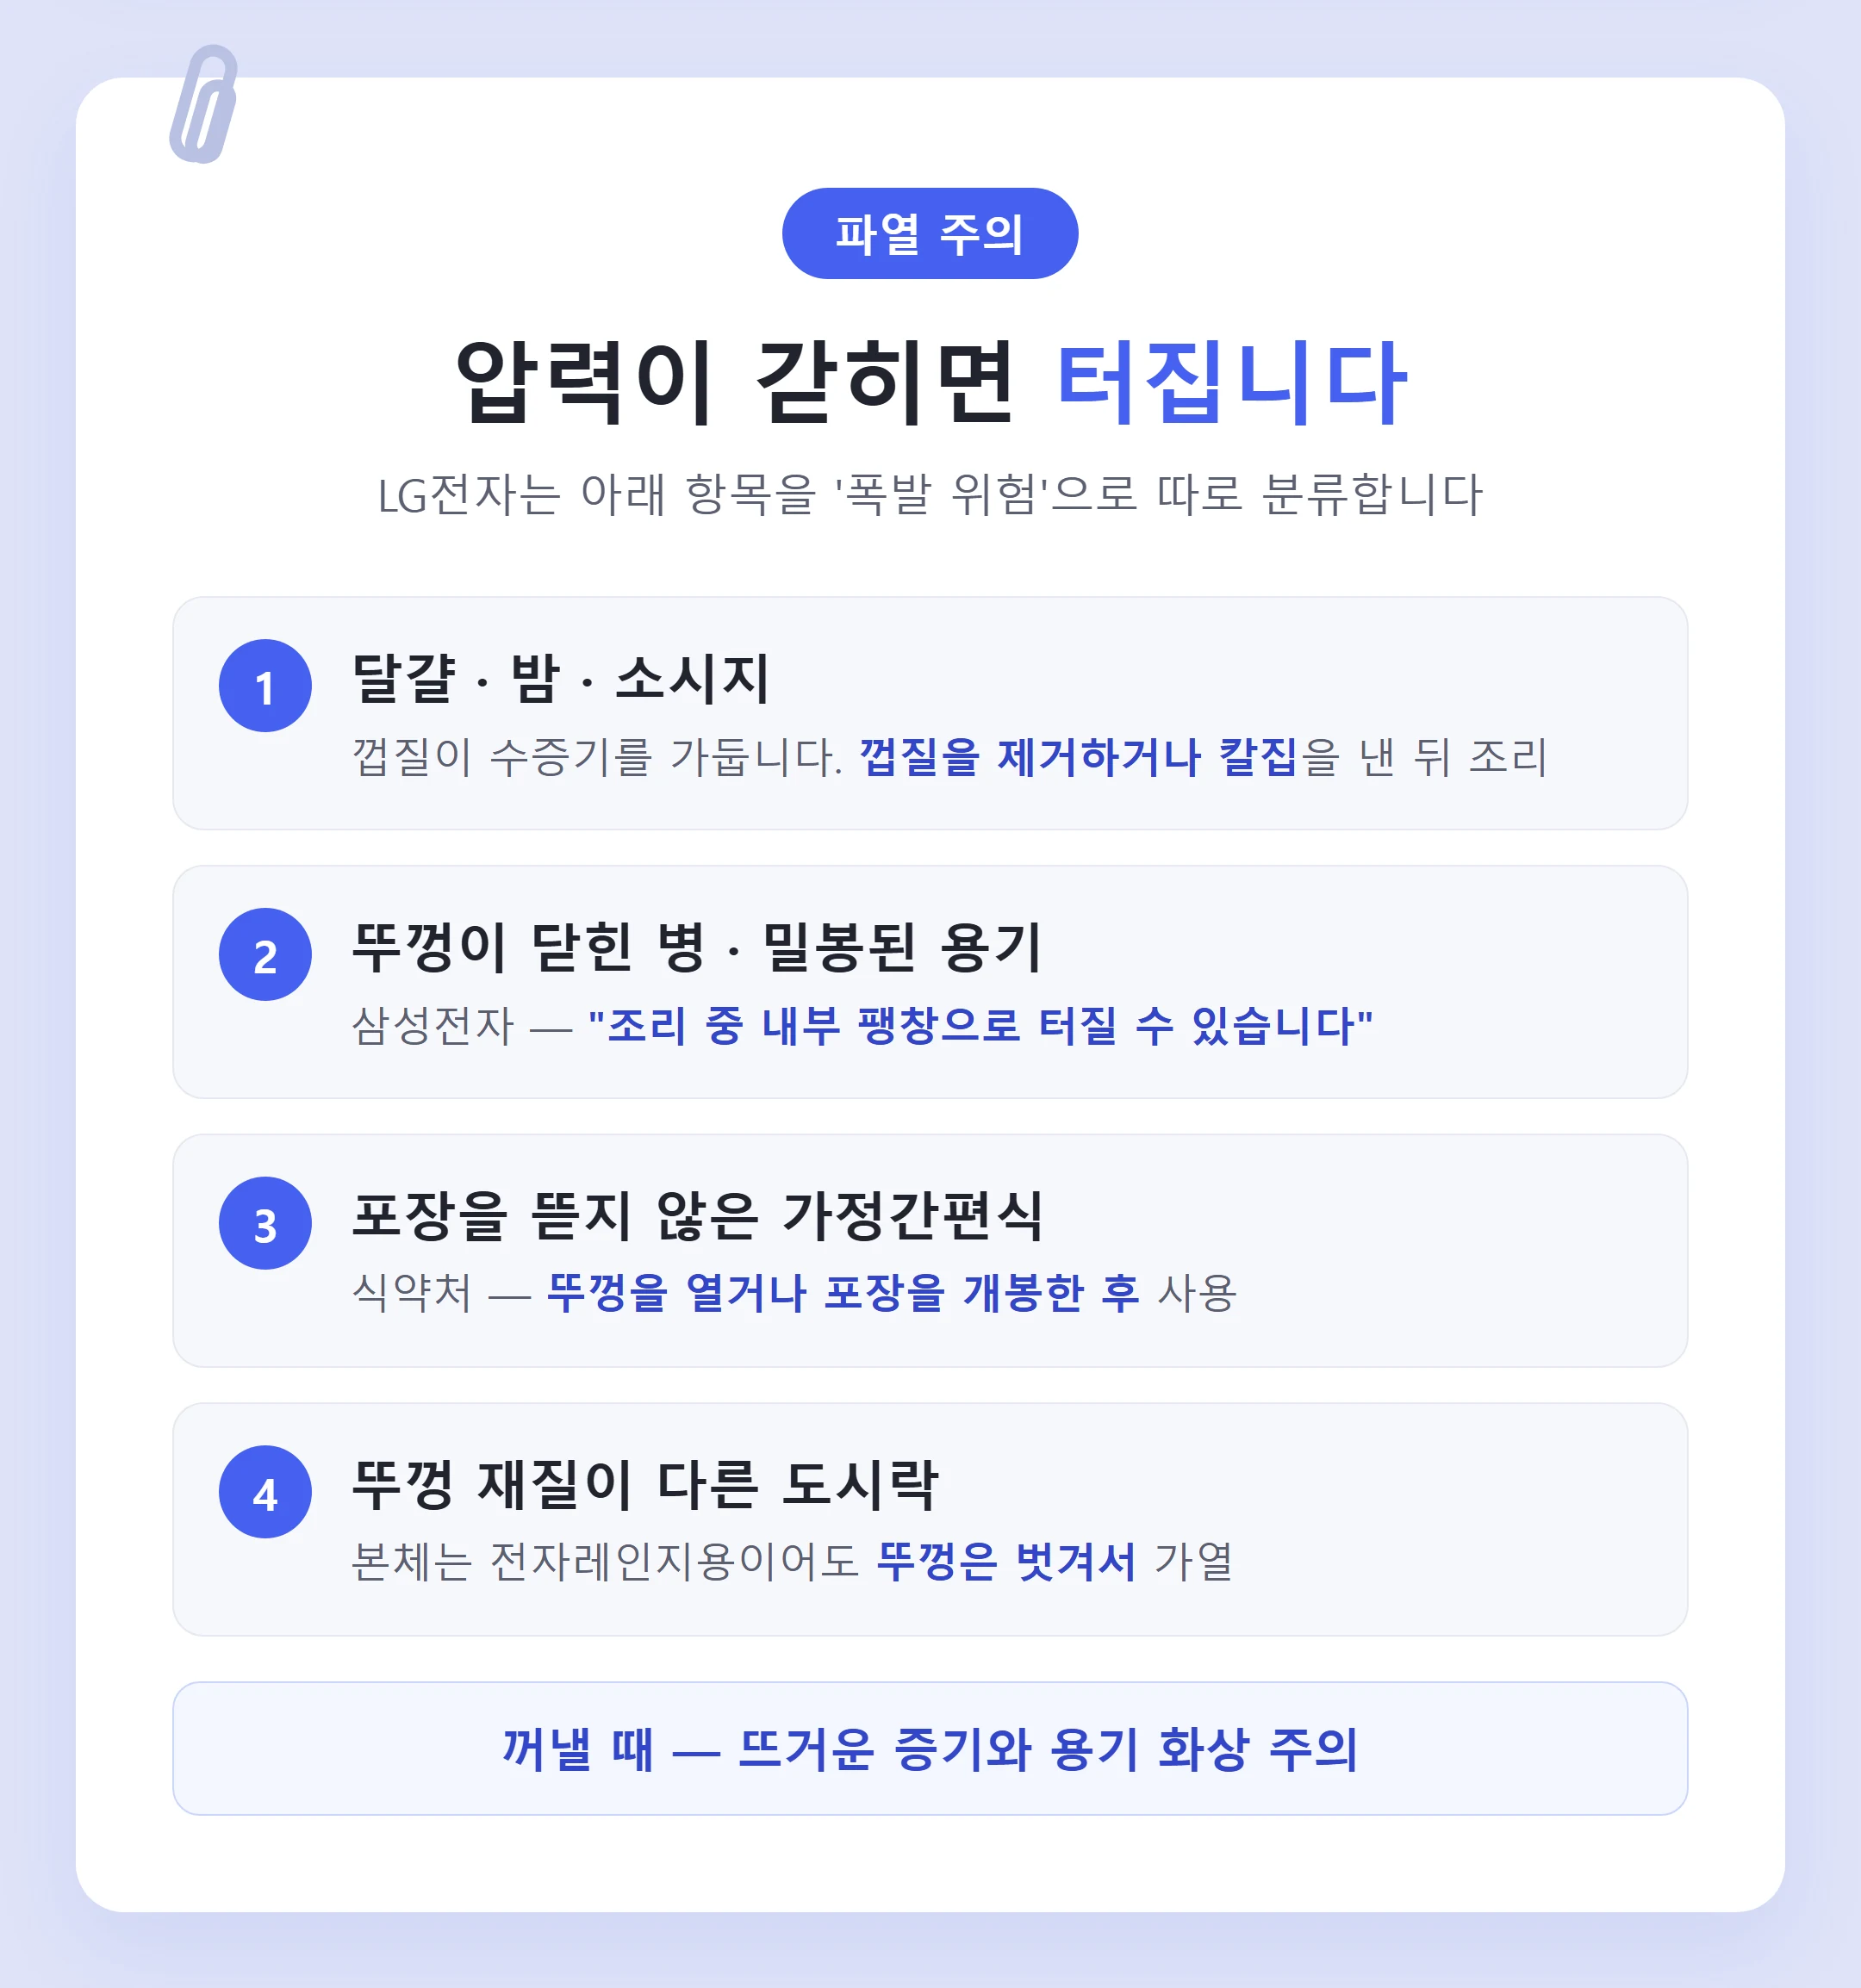 파열 주의
압력이 갇히면 터집니다
LG전자는 아래 항목을 '폭발 위험'으로 따로 분류합니다
1
달걀 · 밤 · 소시지
껍질이 수증기를 가둡니다. 껍질을 제거하거나 칼집을 낸 뒤 조리
2
뚜껑이 닫힌 병 · 밀봉된 용기
삼성전자 — "조리 중 내부 팽창으로 터질 수 있습니다"
3
포장을 뜯지 않은 가정간편식
식약처 — 뚜껑을 열거나 포장을 개봉한 후 사용
4
뚜껑 재질이 다른 도시락
본체는 전자레인지용이어도 뚜껑은 벗겨서 가열
꺼낼 때 — 뜨거운 증기와 용기 화상 주의